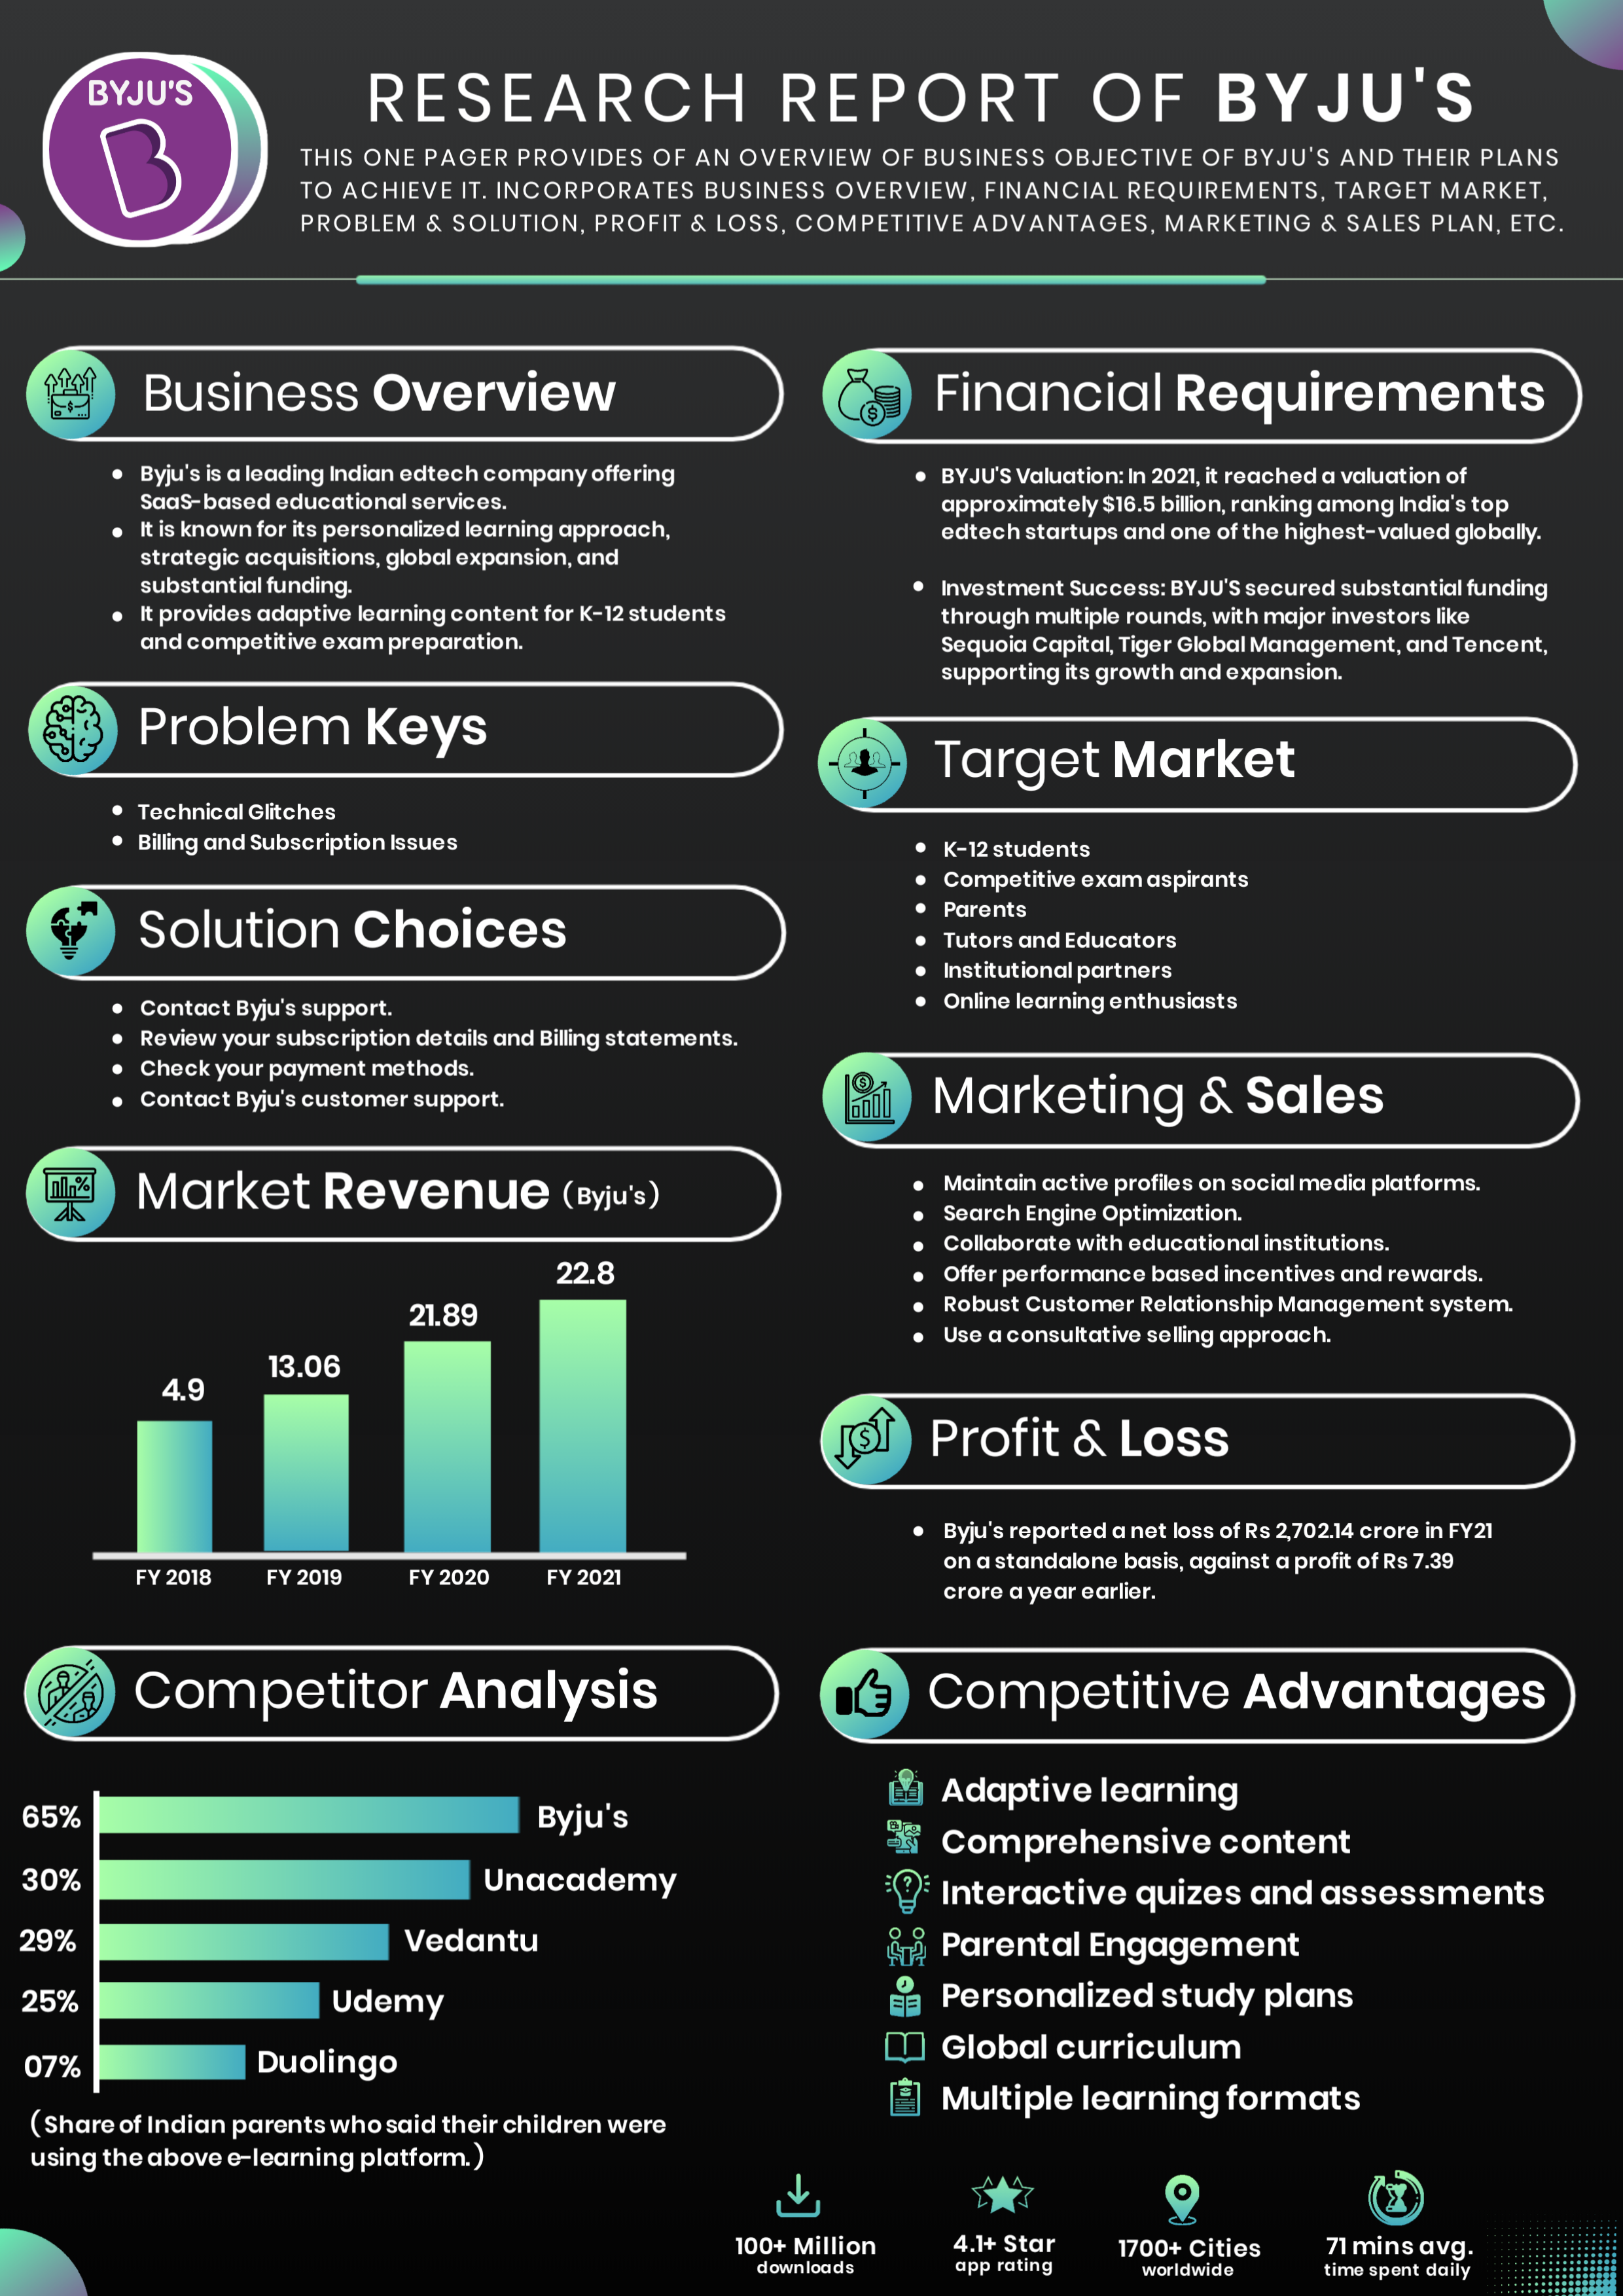 BYJU'S
RESEARCH REPORT OF BYJU'S
THIS ONE PAGER PROVIDES OF AN OVERVIEW OF BUSINESS OBJECTIVE OF BYJU'S AND THEIR PLANS
TO ACHIEVE IT. INCORPORATES BUSINESS OVERVIEW, FINANCIAL REQUIREMENTS, TARGET MARKET,
PROBLEM & SOLUTION, PROFIT & LOSS, COMPETITIVE ADVANTAGES, MARKETING & SALES PLAN, ETC.
Business Overview
• Byju's is a leading Indian edtech company offering
SaaS-based educational services.
• It is known for its personalized learning approach,
strategic acquisitions, global expansion, and
substantial funding.
• It provides adaptive learning content for K-12 students
and competitive exam preparation.
Problem Keys
• Technical Glitches
• Billing and Subscription Issues
Solution Choices
• Contact Byju's support.
• Review your subscription details and Billing statements.
• Check your payment methods.
• Contact Byju's customer support.
Market Revenue (Byju's)
4.9
13.06
21.89
22.8
FY 2018
FY 2019
FY 2020
FY 2021
Competitor Analysis
65% Byju's
30% Unacademy
29% Vedantu
25% Udemy
07% Duolingo
(Share of Indian parents who said their children were
using the above e-learning platform.)
Financial Requirements
• BYJU'S Valuation: In 2021, it reached a valuation of
approximately $16.5 billion, ranking among India's top
edtech startups and one of the highest-valued globally.
• Investment Success: BYJU'S secured substantial funding
through multiple rounds, with major investors like
Sequoia Capital, Tiger Global Management, and Tencent,
supporting its growth and expansion.
Target Market
• K-12 students
• Competitive exam aspirants
• Parents
• Tutors and Educators
• Institutional partners
• Online learning enthusiasts
Marketing & Sales
• Maintain active profiles on social media platforms.
• Search Engine Optimization.
• Collaborate with educational institutions.
• Offer performance based incentives and rewards.
• Robust Customer Relationship Management system.
• Use a consultative selling approach.
Profit & Loss
• Byju's reported a net loss of Rs 2,702.14 crore in FY21
on a standalone basis, against a profit of Rs 7.39
crore a year earlier.
Competitive Advantages
Adaptive learning
Comprehensive content
Interactive quizes and assessments
Parental Engagement
Personalized study plans
Global curriculum
Multiple learning formats
100+ Million
downloads
4.1+ Star
app rating
1700+ Cities
worldwide
71 mins avg.
time spent daily